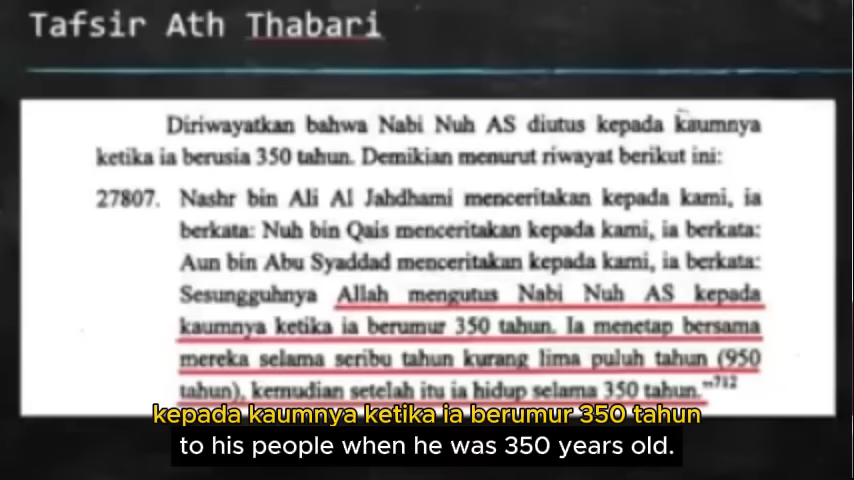 Tafsir Ath Thabari
Diriwayatkan bahwa Nabi Nuh AS diutus kepada kaumnya
ketika ia berusia 350 tahun. Demikian menurut riwayat berikut ini:
27807. Nashr bin Ali Al Jahdhami menceritakan kepada kami, ia
berkata: Nuh bin Qais menceritakan kepada kami, ia berkata:
Aun bin Abu Syaddad menceritakan kepada kami, ia berkata:
Sesungguhnya Allah mengutus Nabi Nuh AS kepada
kaumnya ketika ia berumur 350 tahun. Ia menetap bersama
mereka selama seribu tahun kurang lima puluh tahun (950
tahun), kemudian setelah itu ia hidup selama 350 tahun."712
kepada kaumnya ketika ia berumur 350 tahun
to his people when he was 350 years old.